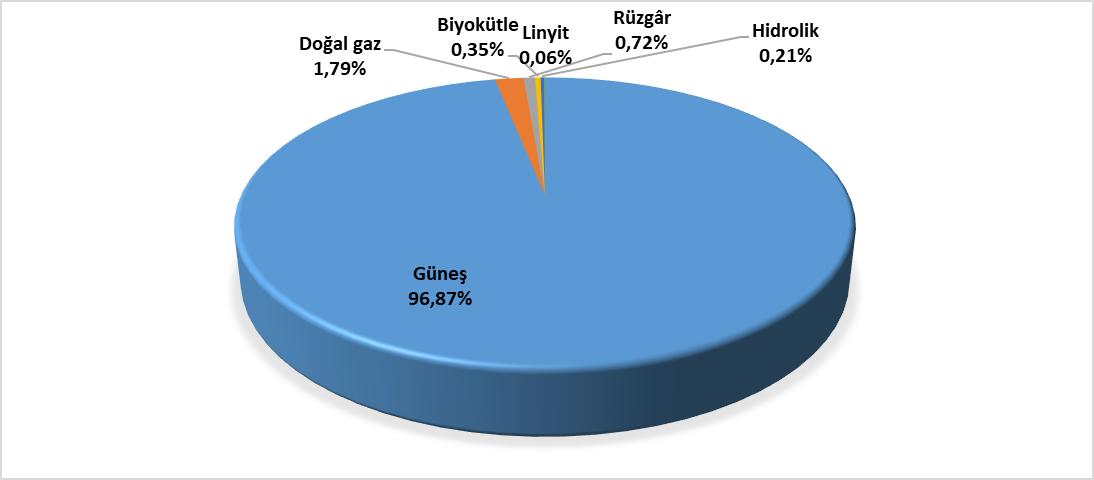 Doğal gaz
1,79%
Biyokütle
0,35%
Linyit
0,06%
Rüzgâr
0,72%
Hidrolik
0,21%
Güneş
96,87%